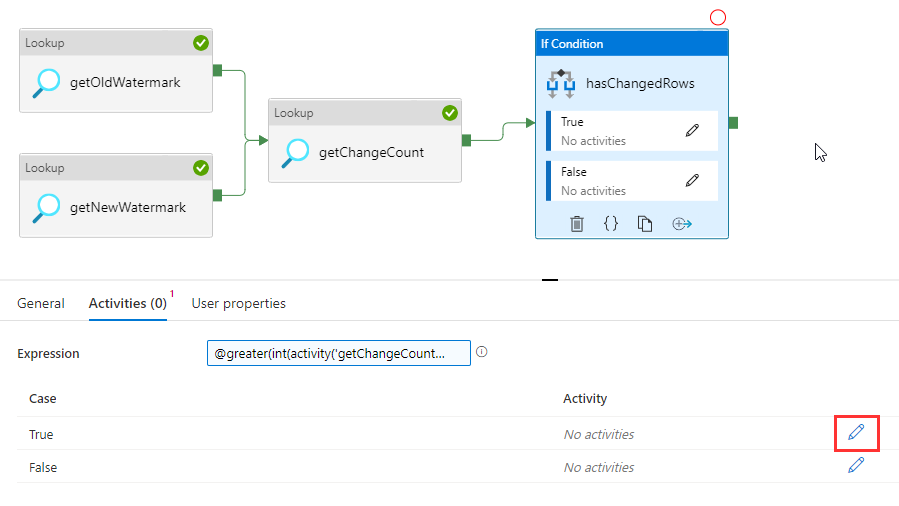 Lookup
getOldWatermark
Lookup
getNewWatermark
Lookup
getChangeCount
If Condition
hasChangedRows
True
No activities
False
No activities
{}
General
Activities (0) 1
User properties
Expression
@greater(int(activity('getChangeCount...
Case Activity
True No activities
False No activities